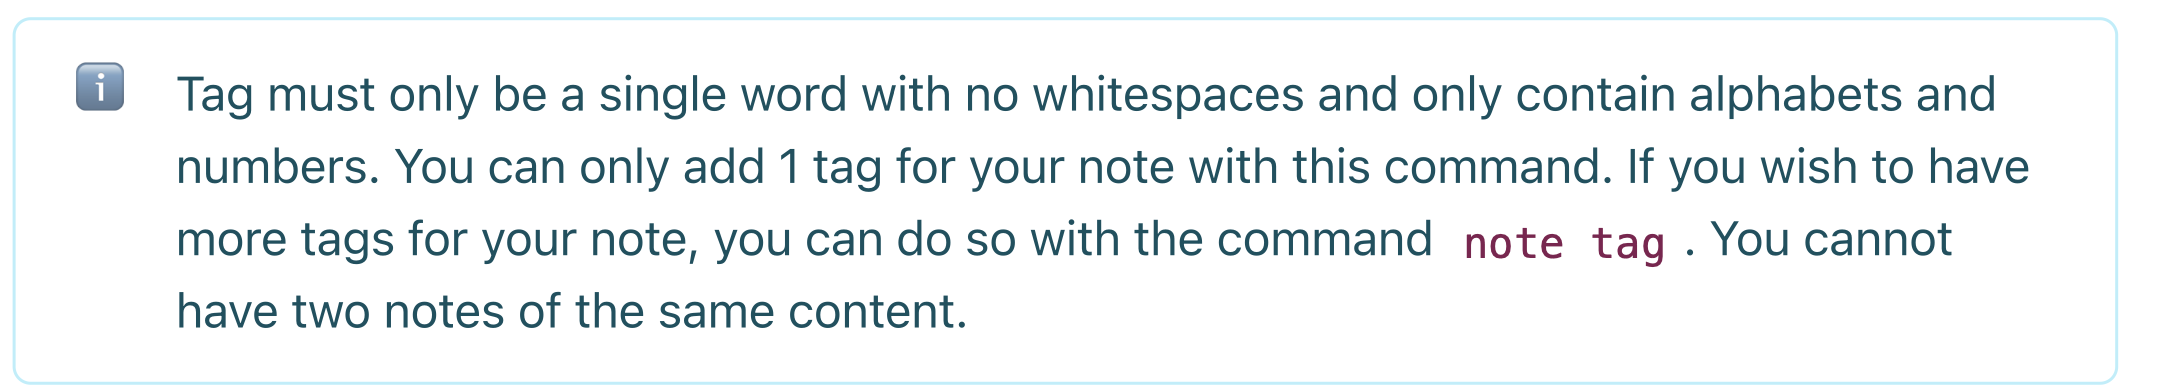 Tag must only be a single word with no whitespaces and only contain alphabets and
numbers. You can only add 1 tag for your note with this command. If you wish to have
more tags for your note, you can do so with the command note tag . You cannot
have two notes of the same content.